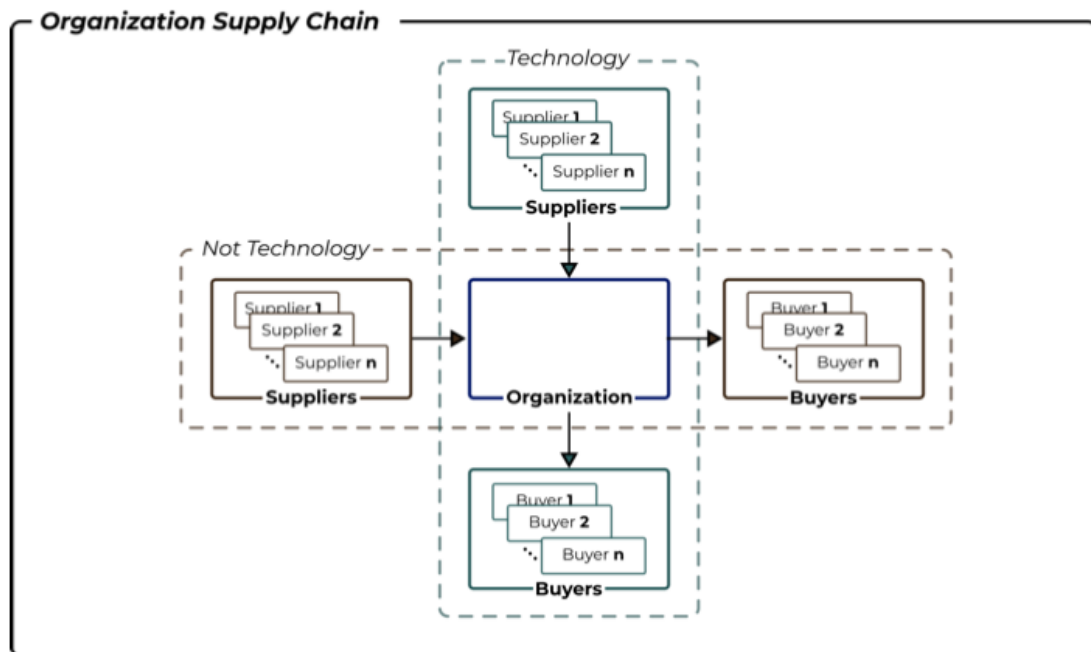 Organization Supply Chain
Technology
Supplier 1
Supplier 2
Supplier n
Suppliers
Not Technology
Supplier 1
Supplier 2
Supplier n
Suppliers
Organization
Buyer 1
Buyer 2
Buyer n
Buyers
Buyer 1
Buyer 2
Buyer n
Buyers